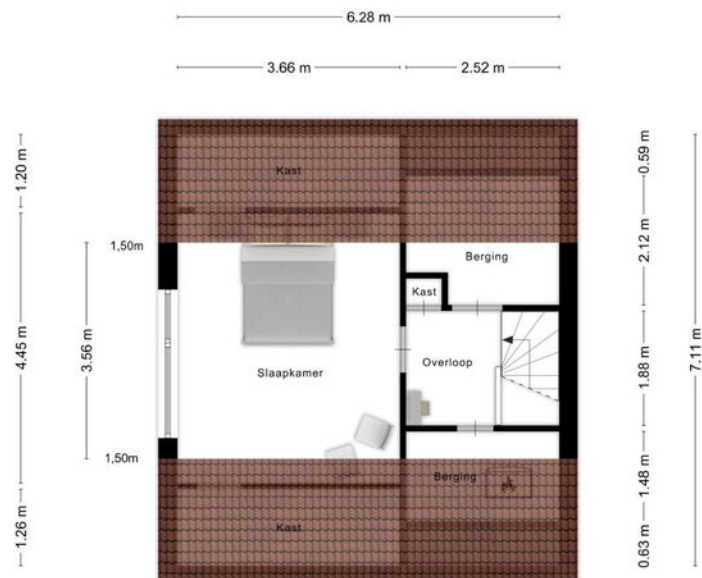 6.28 m
3.66 m
2.52 m
1.20 m
4.45 m
1.26 m
3.56 m
1,50m
1,50m
Kast
Berging
Kast
Overloop
Slaapkamer
Berging
Kast
0.59 m
2.12 m
1.88 m
1.48 m
0.63 m
7.11 m